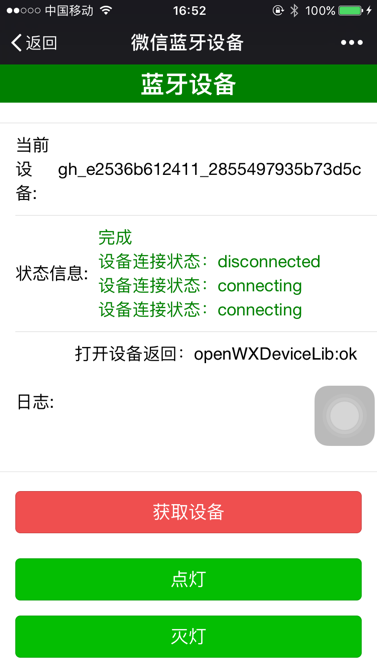 中国移动 16:52 100%
返回 微信蓝牙设备
蓝牙设备
当前
设 gh_e2536b612411_2855497935b73d5c
备:
完成
设备连接状态：disconnected
状态信息:
设备连接状态：connecting
设备连接状态：connecting
打开设备返回：openWXDeviceLib:ok
日志:
获取设备
点灯
灭灯